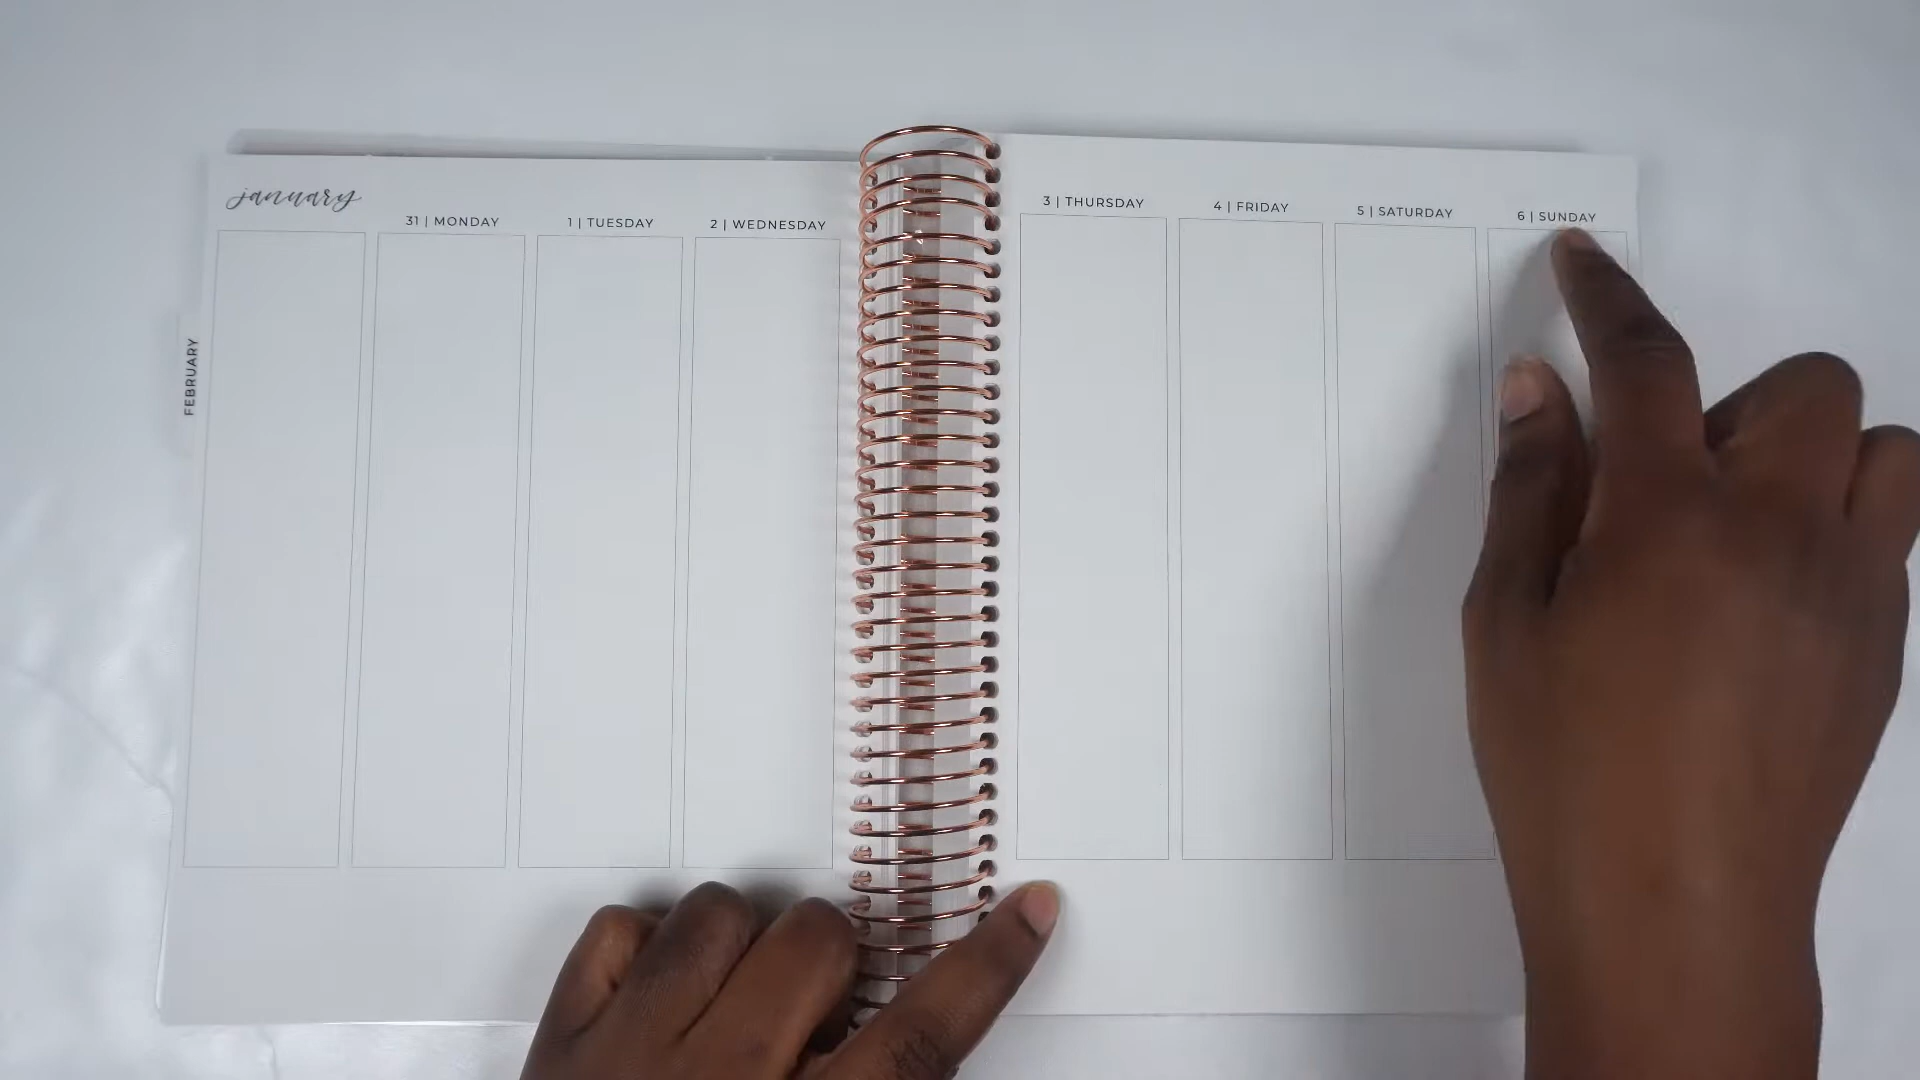 january
31 | MONDAY
1 | TUESDAY
2 | WEDNESDAY
3 | THURSDAY
4 | FRIDAY
5 | SATURDAY
6 | SUNDAY
FEBRUARY